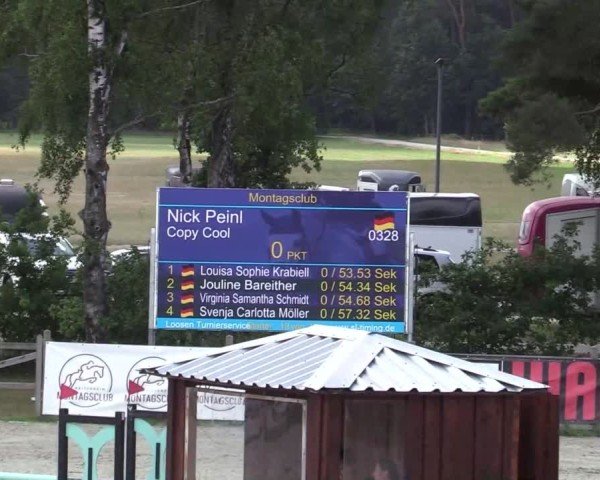 Montagsclub
Nick Peinl
Copy Cool
0328
0 PKT
1 Louisa Sophie Krabiell 0 / 53.53 Sek
2 Jouline Bareither 0 / 54.34 Sek
3 Virginia Samantha Schmidt 0 / 54.68 Sek
4 Svenja Carlotta Möller 0 / 57.32 Sek
Loosen Turnierservice
MONTAGSCLUB